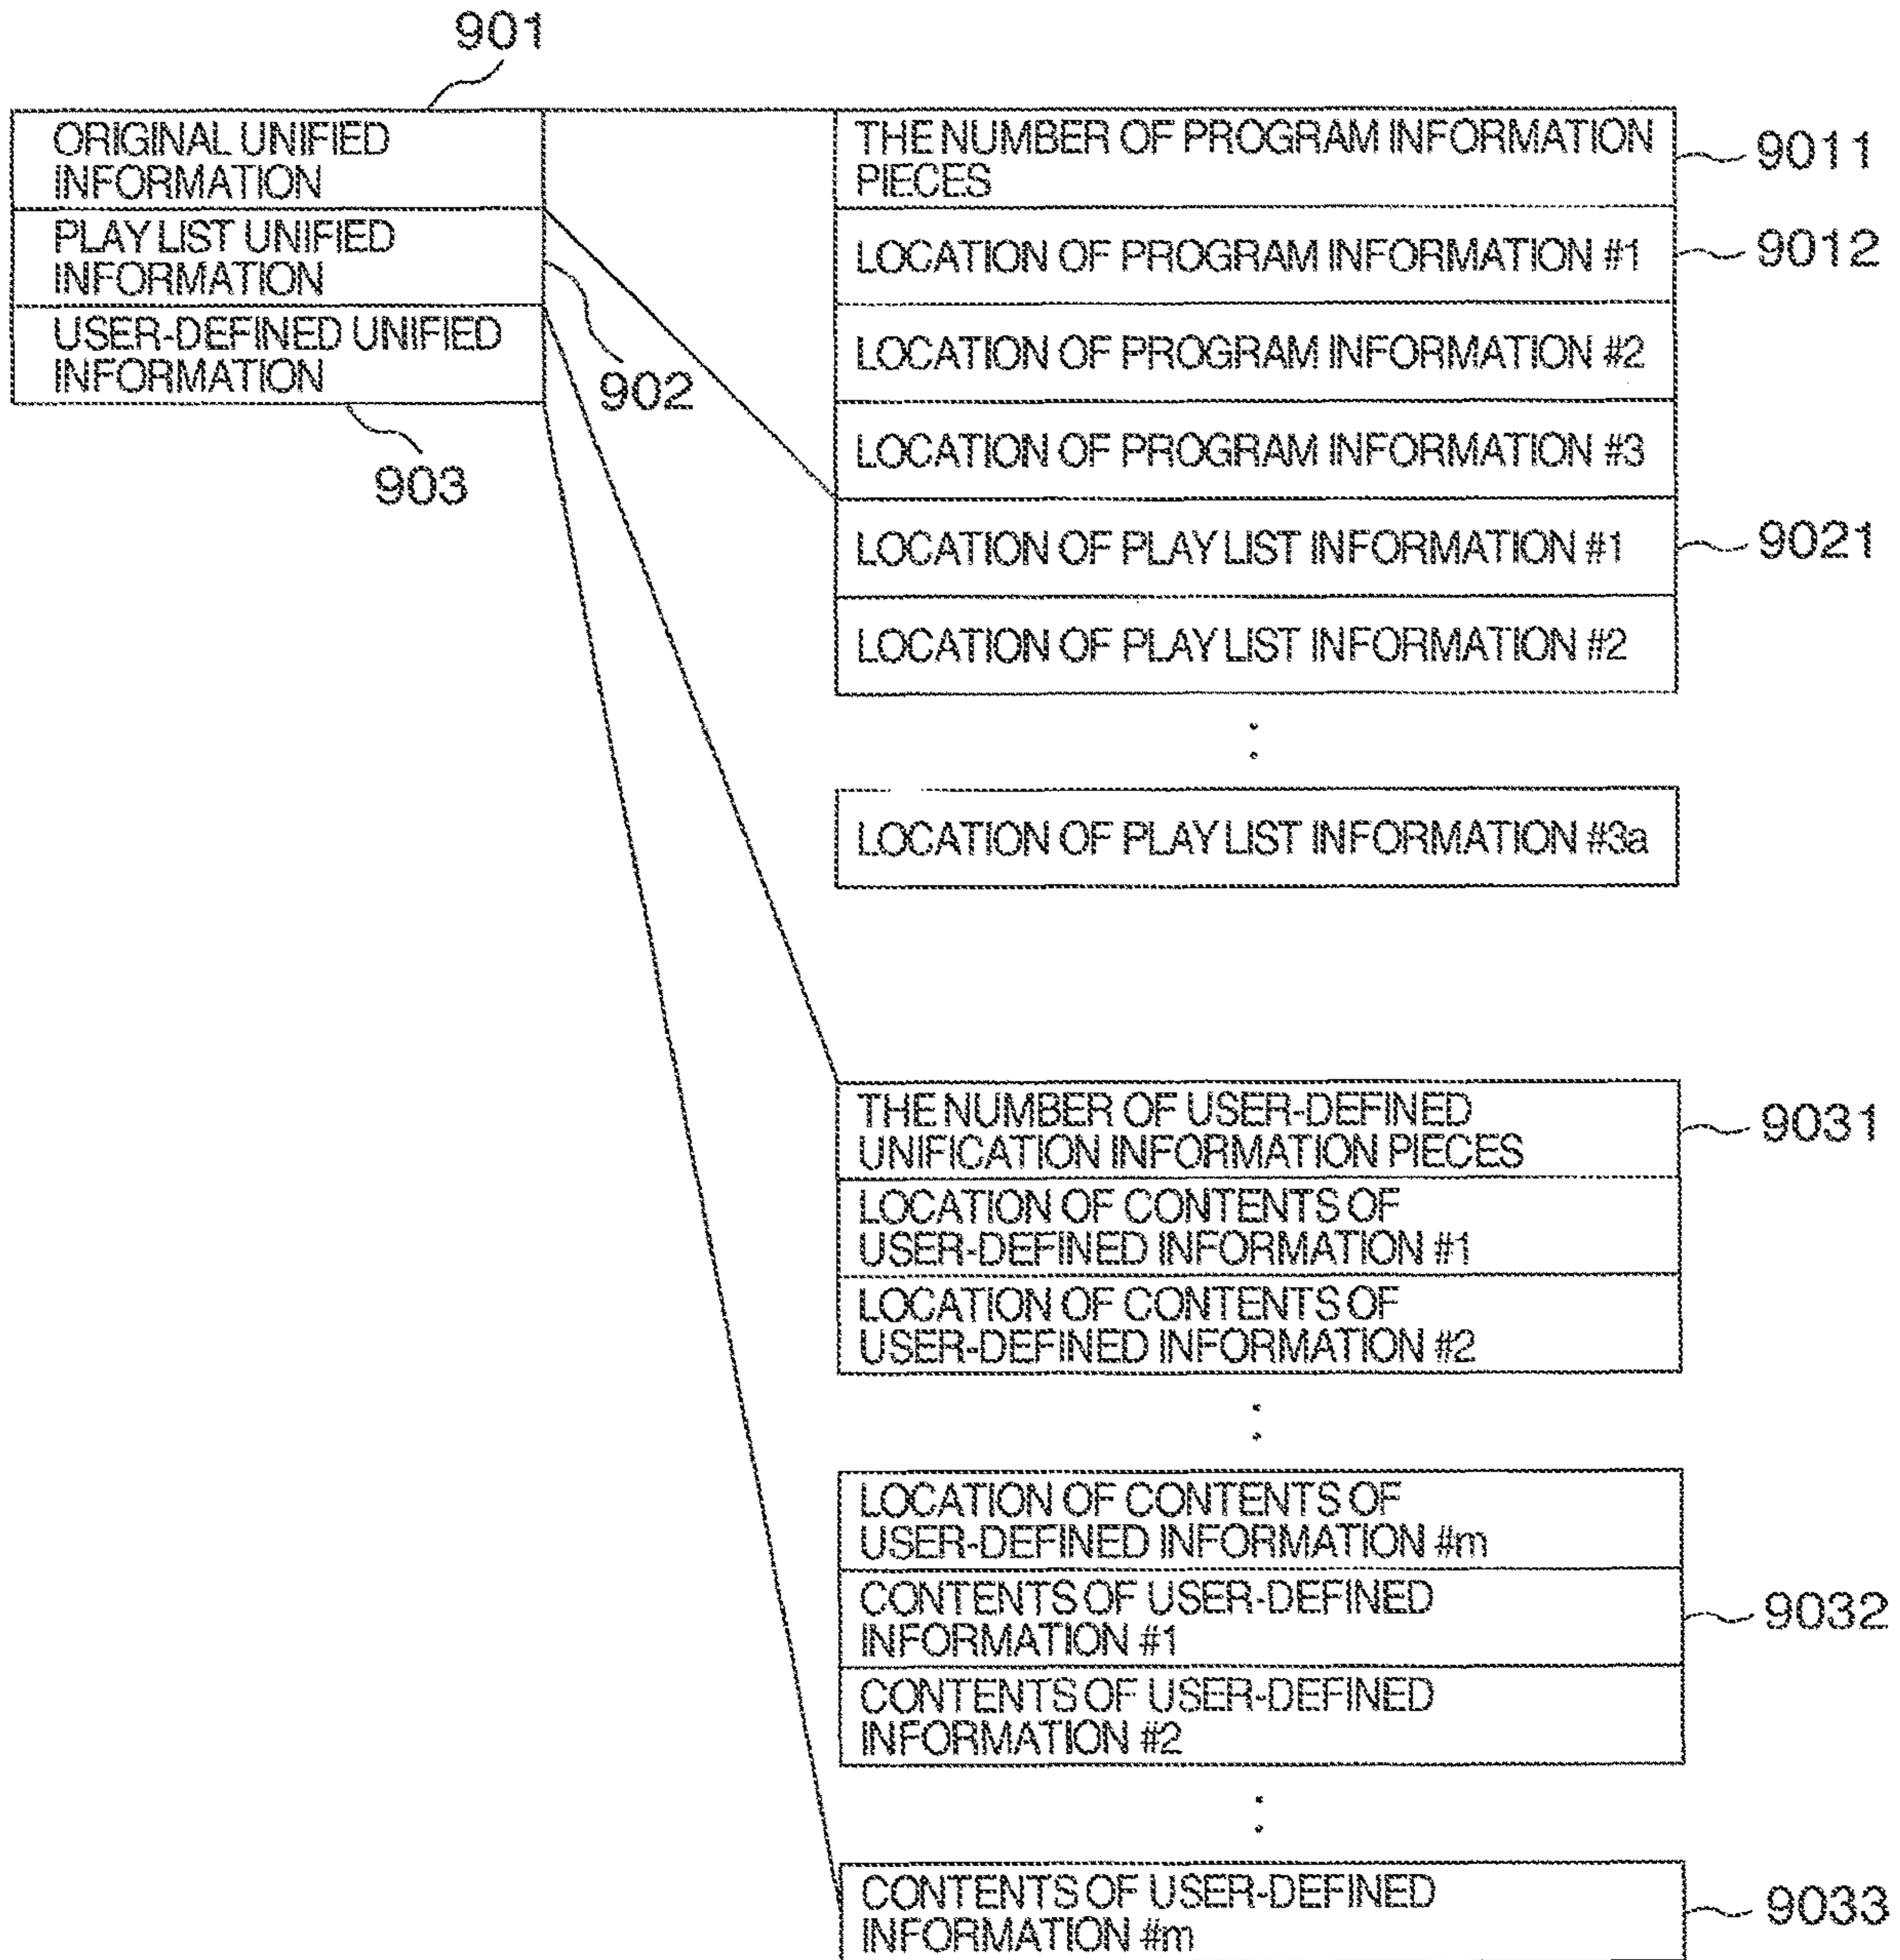 901
ORIGINAL UNIFIED
INFORMATION
PLAY LIST UNIFIED
INFORMATION
USER-DEFINED UNIFIED
INFORMATION
902
903
THE NUMBER OF PROGRAM INFORMATION
PIECES
9011
LOCATION OF PROGRAM INFORMATION #1
9012
LOCATION OF PROGRAM INFORMATION #2
LOCATION OF PROGRAM INFORMATION #3
LOCATION OF PLAY LIST INFORMATION #1
9021
LOCATION OF PLAY LIST INFORMATION #2
LOCATION OF PLAY LIST INFORMATION #3a
THE NUMBER OF USER-DEFINED
UNIFICATION INFORMATION PIECES
9031
LOCATION OF CONTENTS OF
USER-DEFINED INFORMATION #1
LOCATION OF CONTENTS OF
USER-DEFINED INFORMATION #2
LOCATION OF CONTENTS OF
USER-DEFINED INFORMATION #m
CONTENTS OF USER-DEFINED
INFORMATION #1
9032
CONTENTS OF USER-DEFINED
INFORMATION #2
CONTENTS OF USER-DEFINED
INFORMATION #m
9033